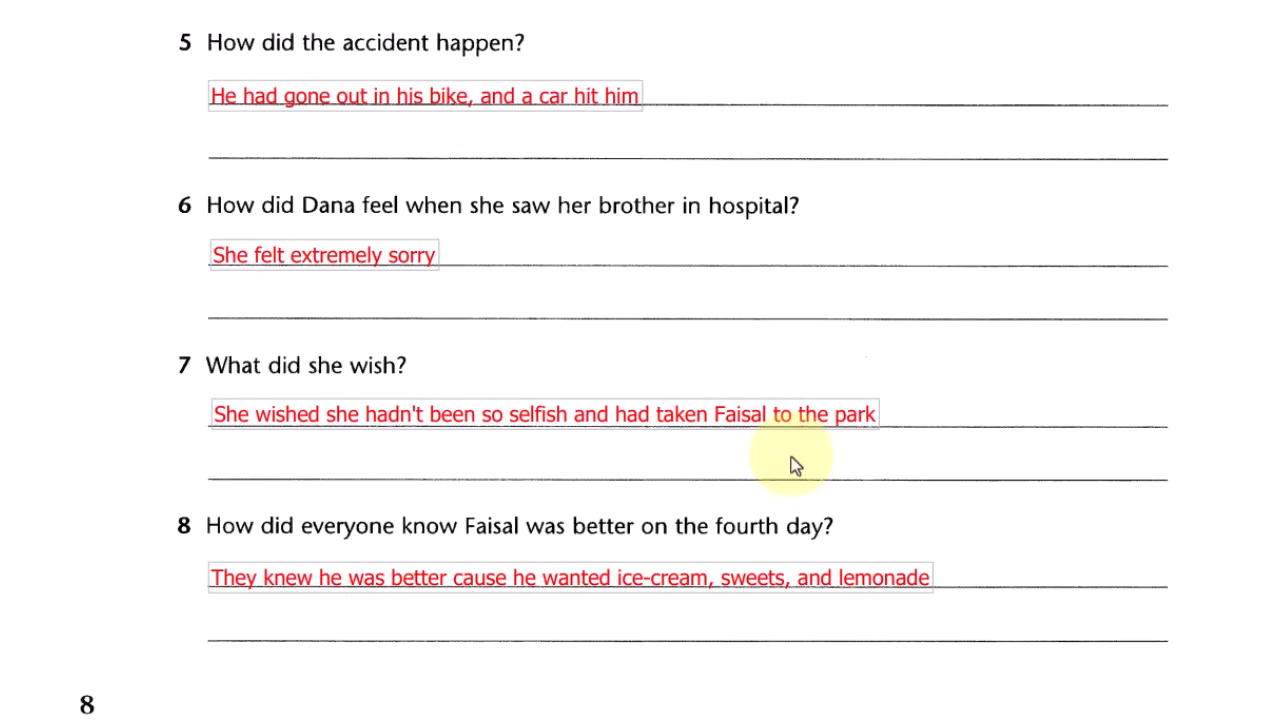 5 How did the accident happen?
He had gone out in his bike, and a car hit him
6 How did Dana feel when she saw her brother in hospital?
She felt extremely sorry
7 What did she wish?
She wished she hadn't been so selfish and had taken Faisal to the park
8 How did everyone know Faisal was better on the fourth day?
They knew he was better cause he wanted ice-cream, sweets, and lemonade
8